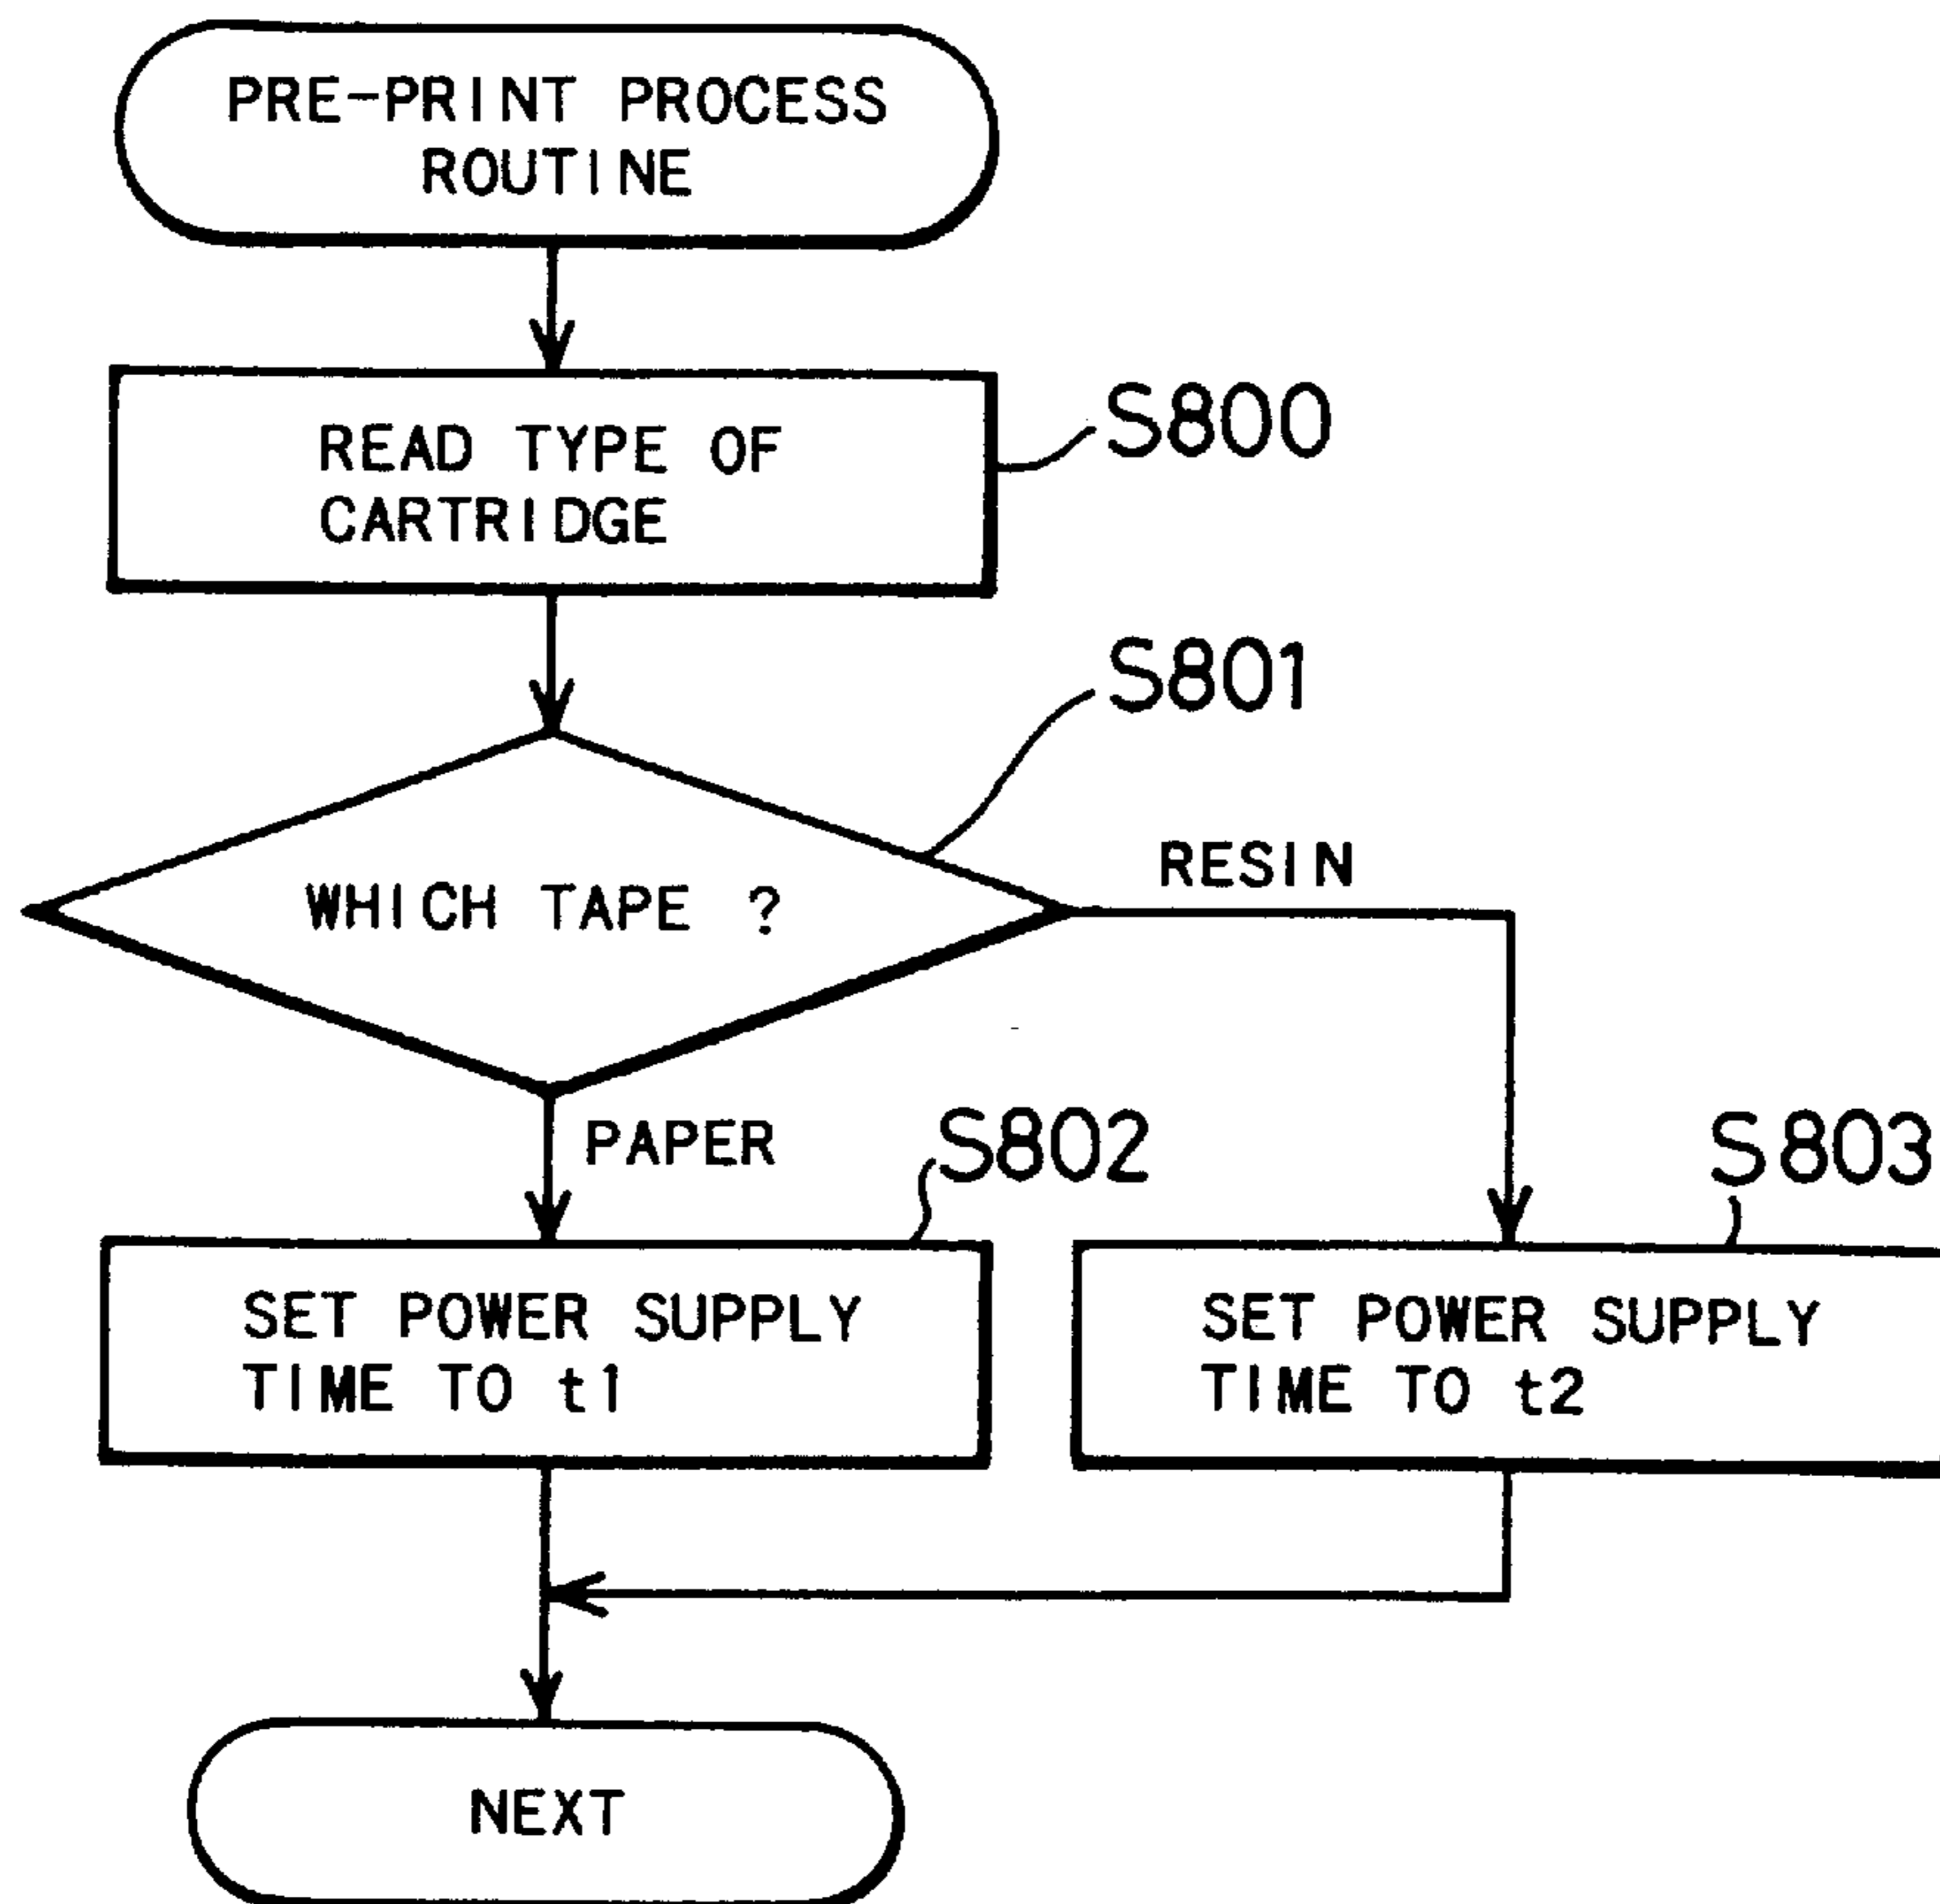 PRE-PRINT PROCESS
ROUTINE
READ TYPE OF
CARTRIDGE
S800
S801
WHICH TAPE ?
RESIN
PAPER
S802
S803
SET POWER SUPPLY
TIME TO t1
SET POWER SUPPLY
TIME TO t2
NEXT